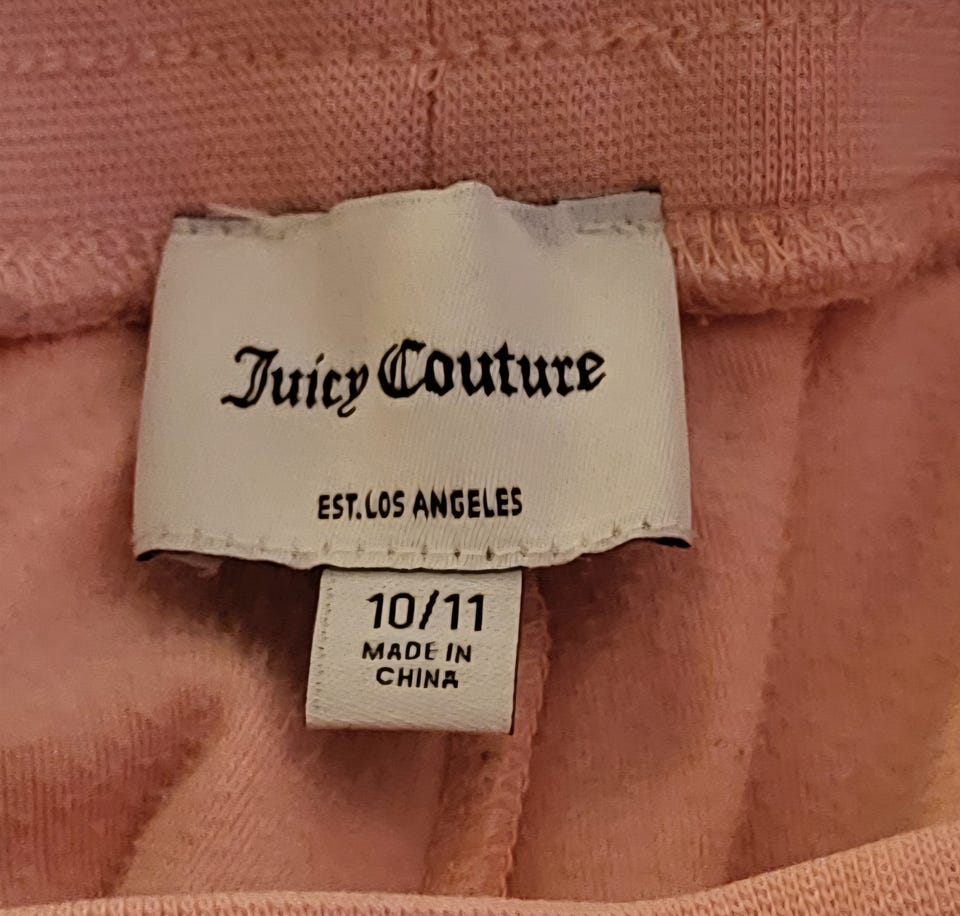 Juicy Couture
EST.LOS ANGELES
10/11
MADE IN
CHINA